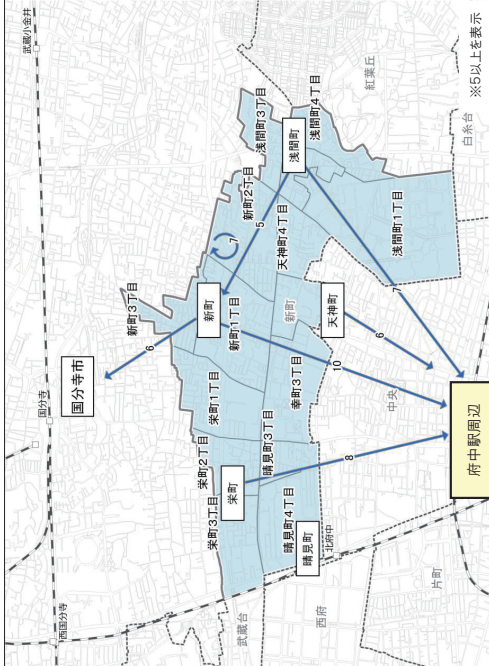 武蔵小金井
国分寺
西国分寺
国分寺市
6
新町3丁目
浅間町3丁目
新町2丁目
7
浅間町
浅間町4丁目
紅葉丘
5
天神町4丁目
新町
新町1丁目
新町
浅間町1丁目
白糸台
栄町1丁目
天神町
6
7
10
幸町3丁目
中央
栄町2丁目
晴見町3丁目
栄町3丁目
栄町
8
晴見町4丁目
晴見町
北府中
武蔵台
西府
片町
府中駅周辺
※5以上を表示